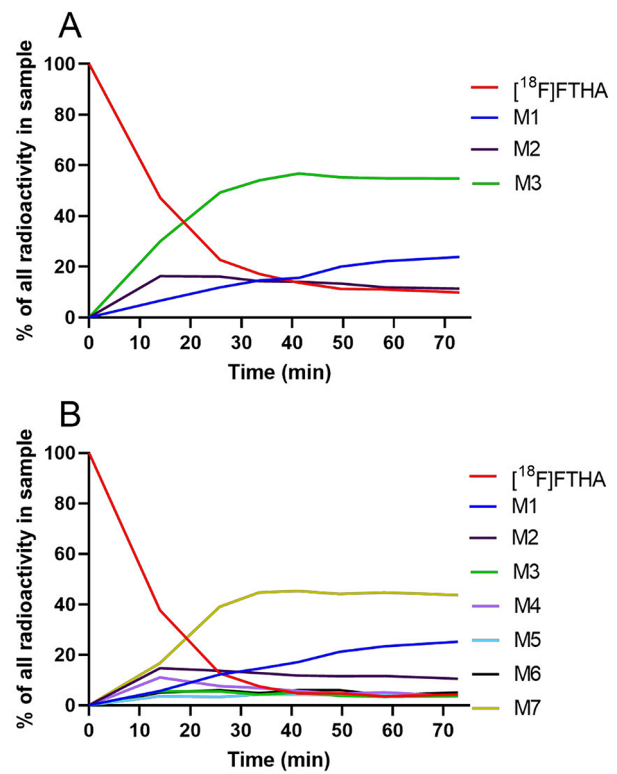 A
% of all radioactivity in sample
100
80
60
40
20
0
0 10 20 30 40 50 60 70
Time (min)
[18F]FTHA
M1
M2
M3
B
% of all radioactivity in sample
100
80
60
40
20
0
0 10 20 30 40 50 60 70
Time (min)
[18F]FTHA
M1
M2
M3
M4
M5
M6
M7